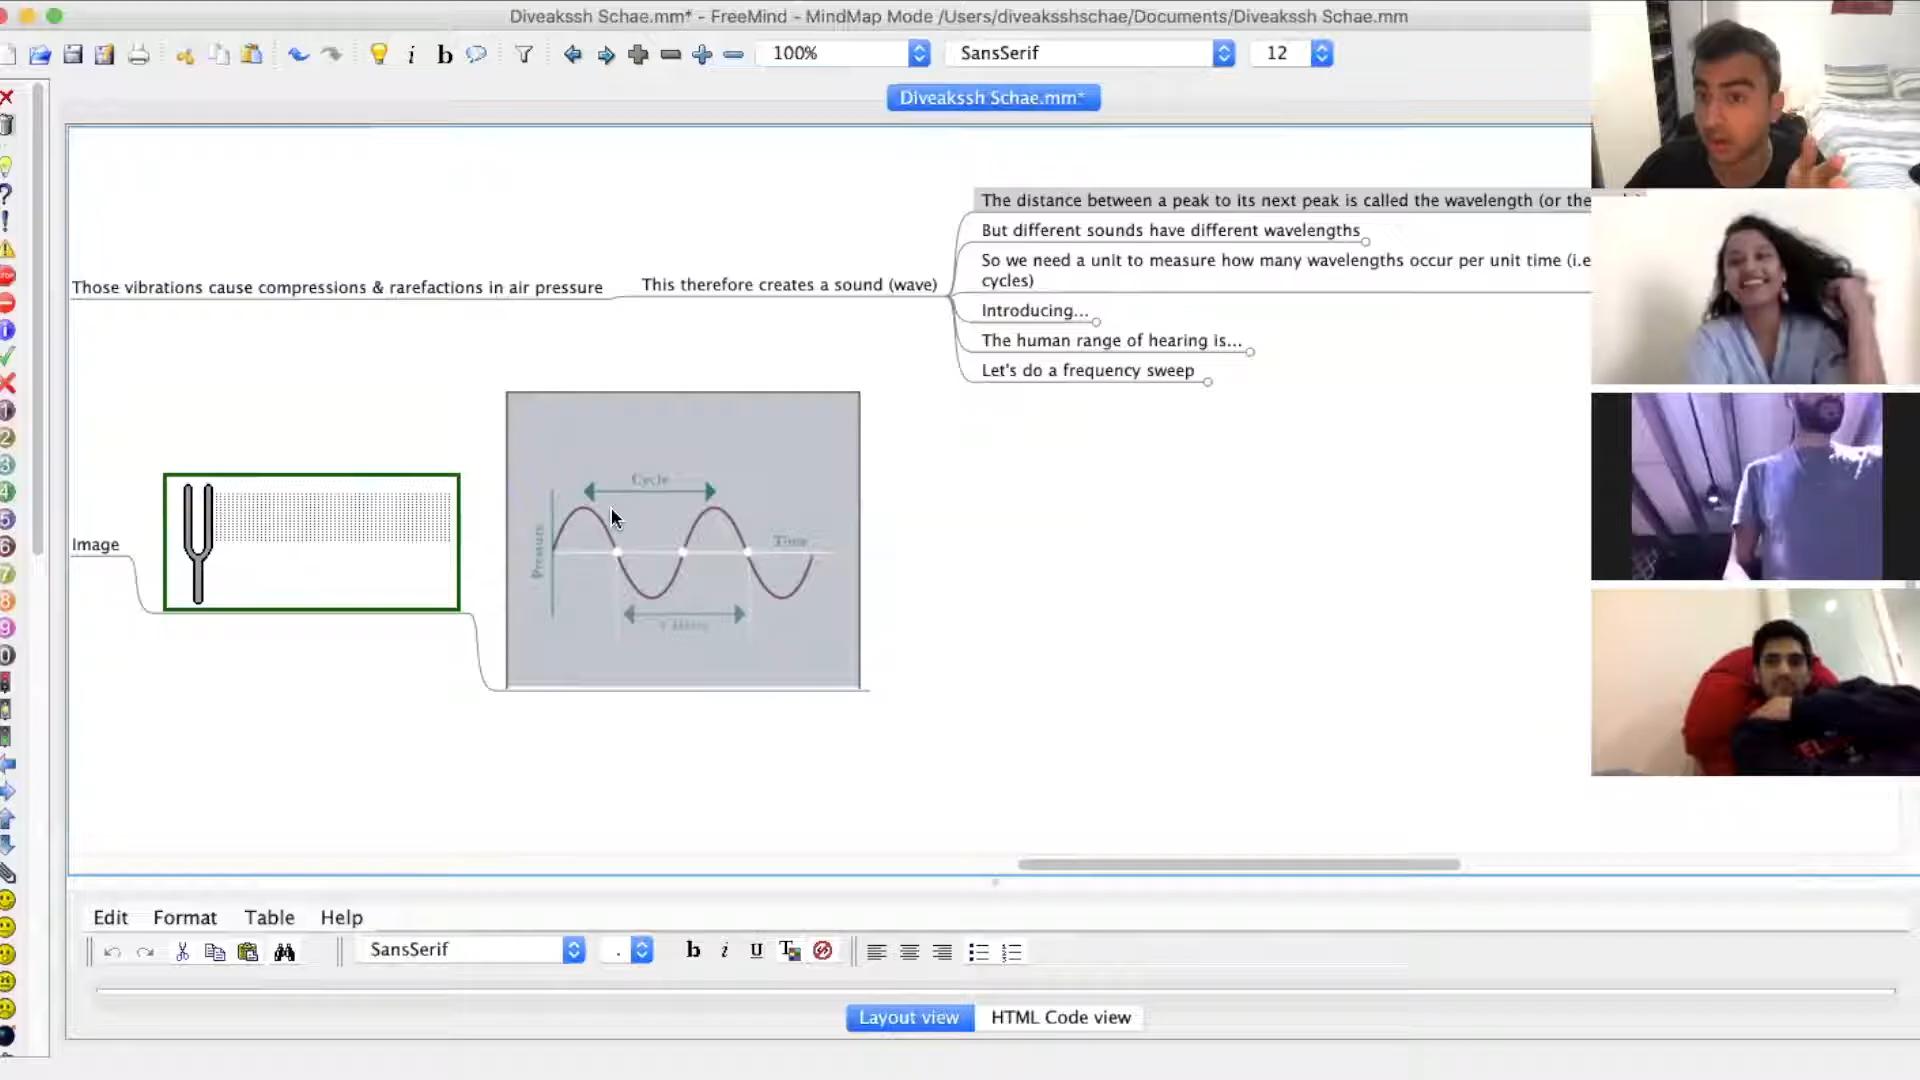 Diveakssh Schae.mm* - FreeMind - MindMap Mode /Users/diveaksshschae/Documents/Diveakssh Schae.mm
100%
SansSerif
12
Diveakssh Schae.mm*
The distance between a peak to its next peak is called the wavelength (or the
But different sounds have different wavelengths
So we need a unit to measure how many wavelengths occur per unit time (i.e
cycles)
Those vibrations cause compressions & rarefactions in air pressure
This therefore creates a sound (wave)
Introducing...
The human range of hearing is...
Let's do a frequency sweep
Cycle
Pressure
Time
Image
Edit Format Table Help
SansSerif
.
b i U T
Layout view
HTML Code view